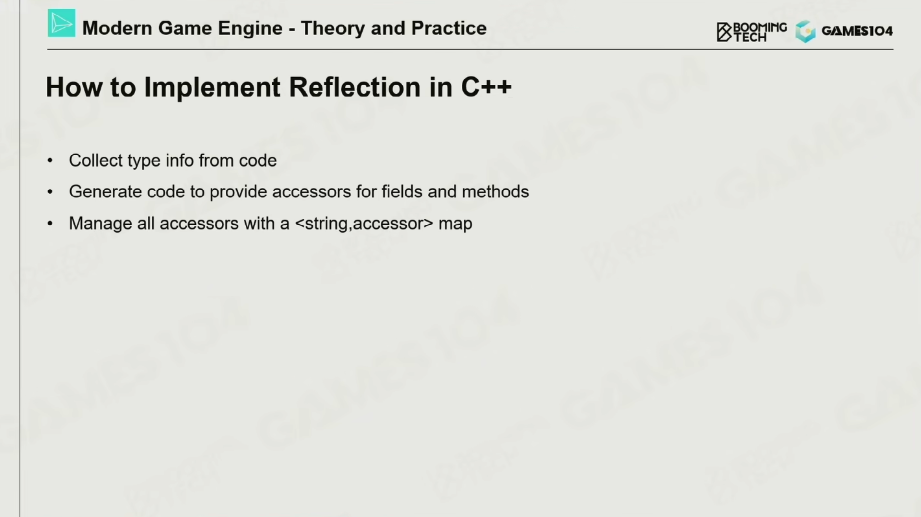 Modern Game Engine - Theory and Practice
BOOMING
TECH
GAMES104
How to Implement Reflection in C++
• Collect type info from code
• Generate code to provide accessors for fields and methods
• Manage all accessors with a <string,accessor> map